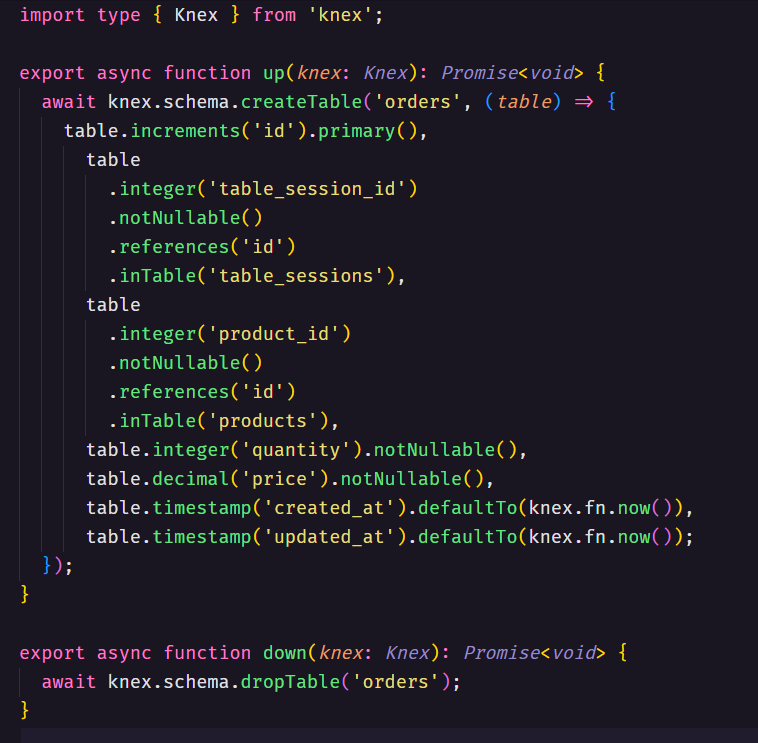 import type { Knex } from 'knex';

export async function up(knex: Knex): Promise<void> {
  await knex.schema.createTable('orders', (table) => {
    table.increments('id').primary(),
      table
        .integer('table_session_id')
        .notNullable()
        .references('id')
        .inTable('table_sessions'),
      table
        .integer('product_id')
        .notNullable()
        .references('id')
        .inTable('products'),
      table.integer('quantity').notNullable(),
      table.decimal('price').notNullable(),
      table.timestamp('created_at').defaultTo(knex.fn.now()),
      table.timestamp('updated_at').defaultTo(knex.fn.now());
  });
}

export async function down(knex: Knex): Promise<void> {
  await knex.schema.dropTable('orders');
}